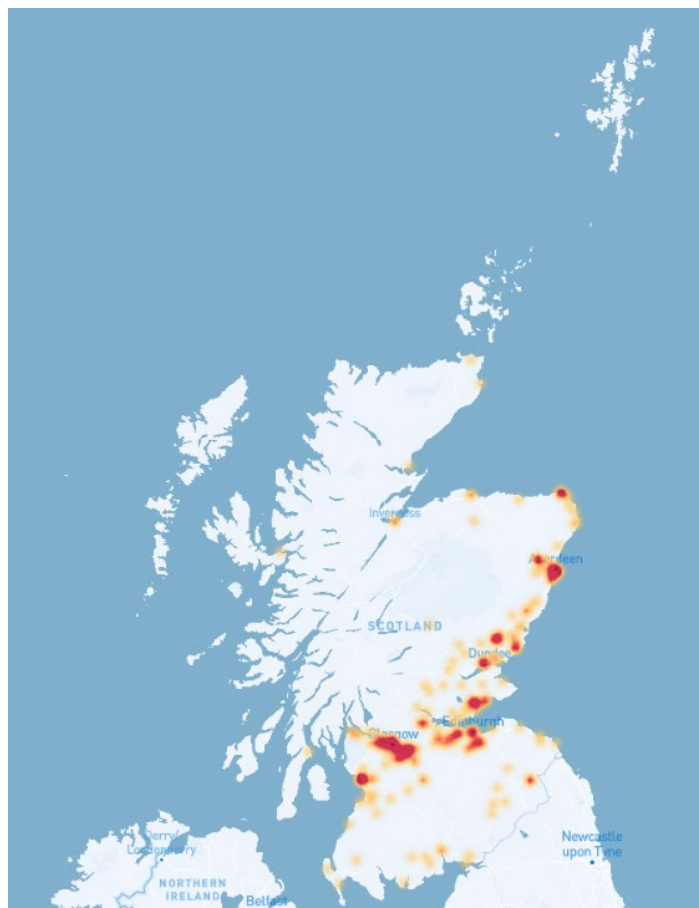 Inverness
Aberdeen
SCOTLAND
Dundee
Edinburgh
Glasgow
Derry/
Londonderry
Newcastle
upon Tyne
NORTHERN
IRELAND
Belfast